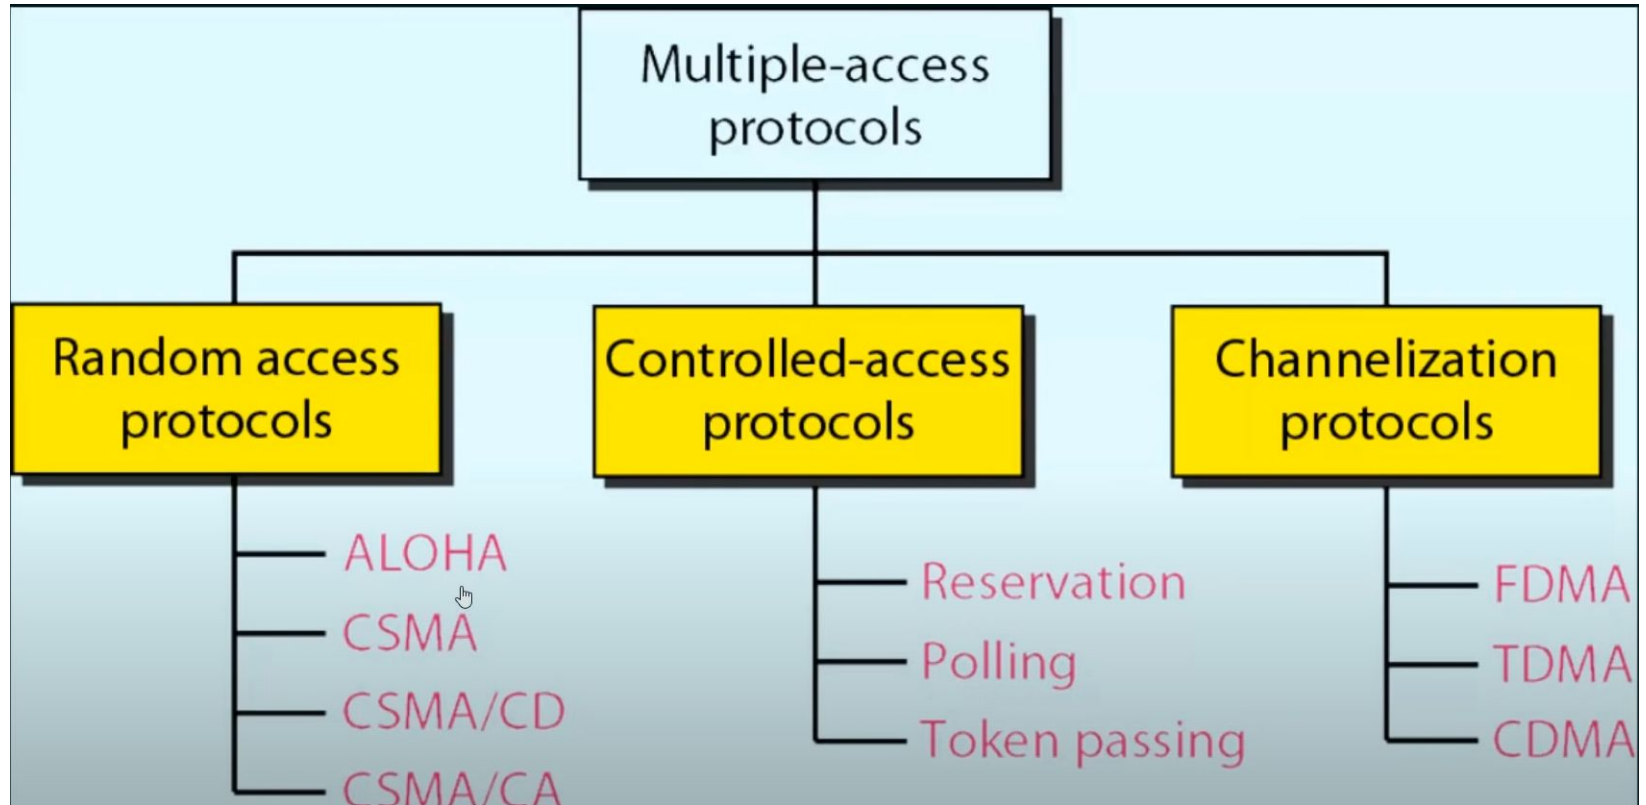 Multiple-access
protocols
Random access
protocols
Controlled-access
protocols
Channelization
protocols
ALOHA
CSMA
CSMA/CD
CSMA/CA
Reservation
Polling
Token passing
FDMA
TDMA
CDMA